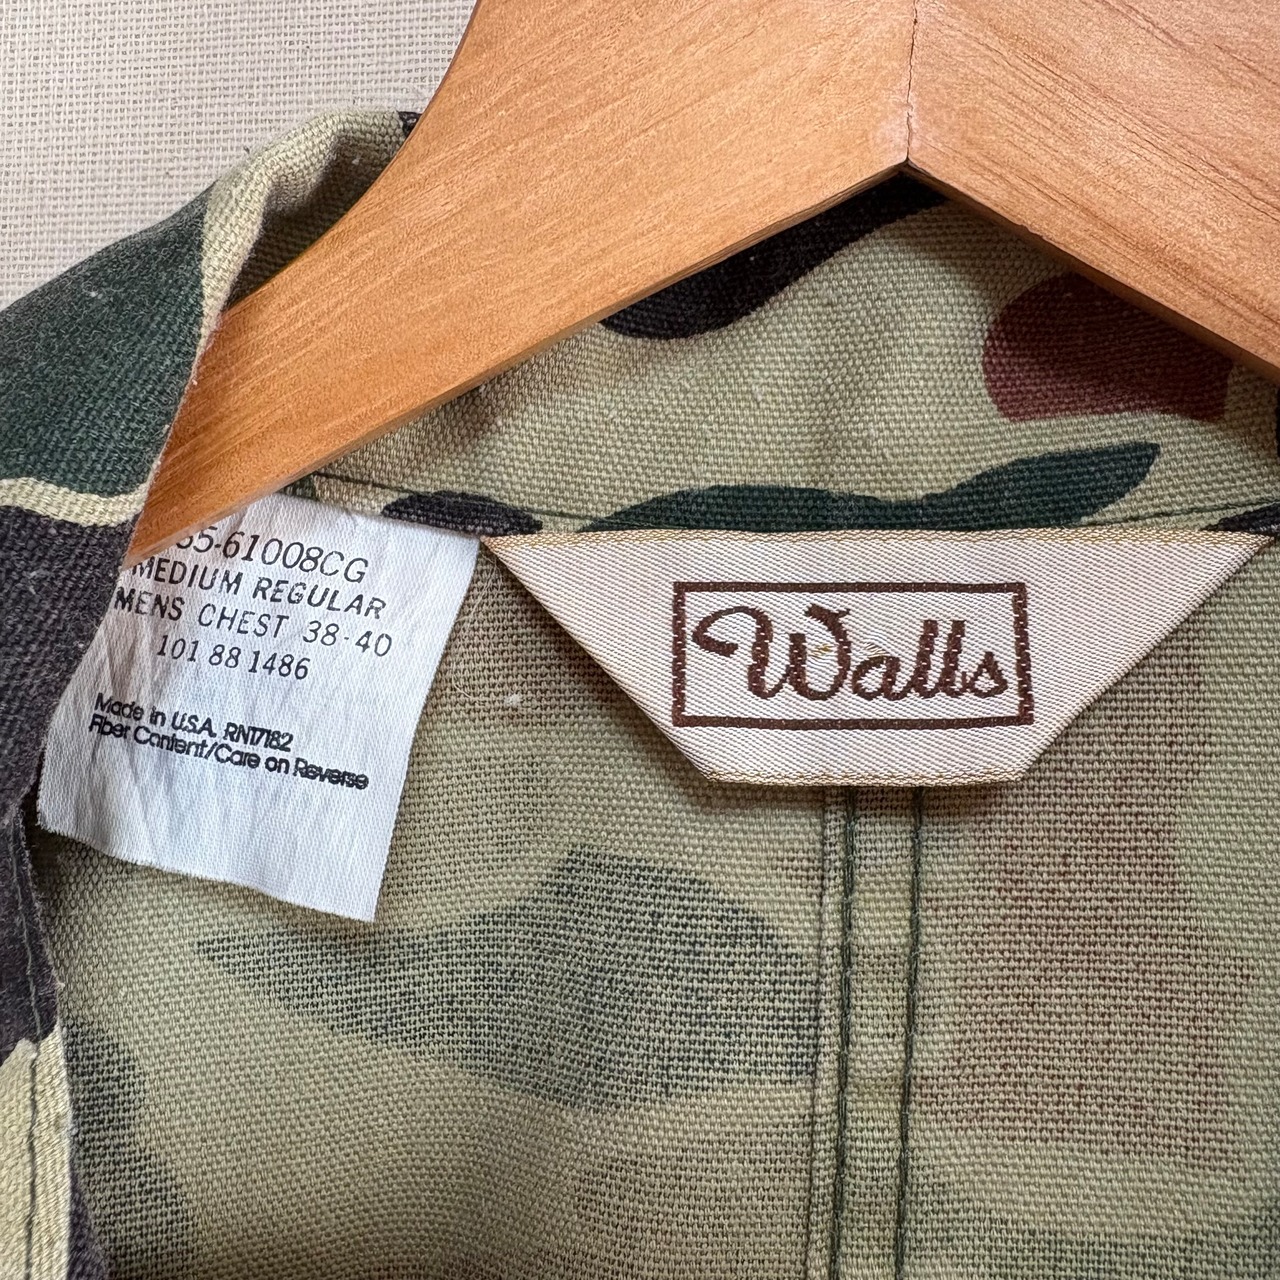 55-61008CG
MEDIUM REGULAR
MENS CHEST 38-40
101 88 1486
Made in U.S.A. RN17182
Fiber Content/Care on Reverse
Walls